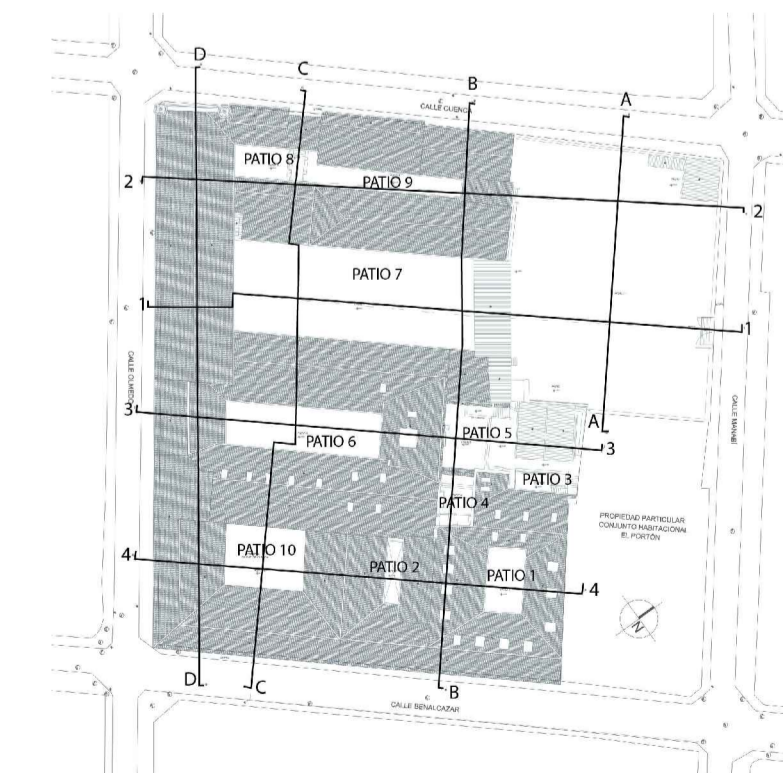 D
C
B
A
CALLE CUENCA
PATIO 8
2
PATIO 9
2
PATIO 7
1
1
CALLE OLMEDO
CALLE MANABÍ
3
A
PATIO 5
3
PATIO 6
PATIO 3
PATIO 4
PROPIEDAD PARTICULAR
CONJUNTO HABITACIONAL
EL PORTÓN
PATIO 10
4
PATIO 2
PATIO 1
4
N
D
C
B
CALLE BENALCAZAR